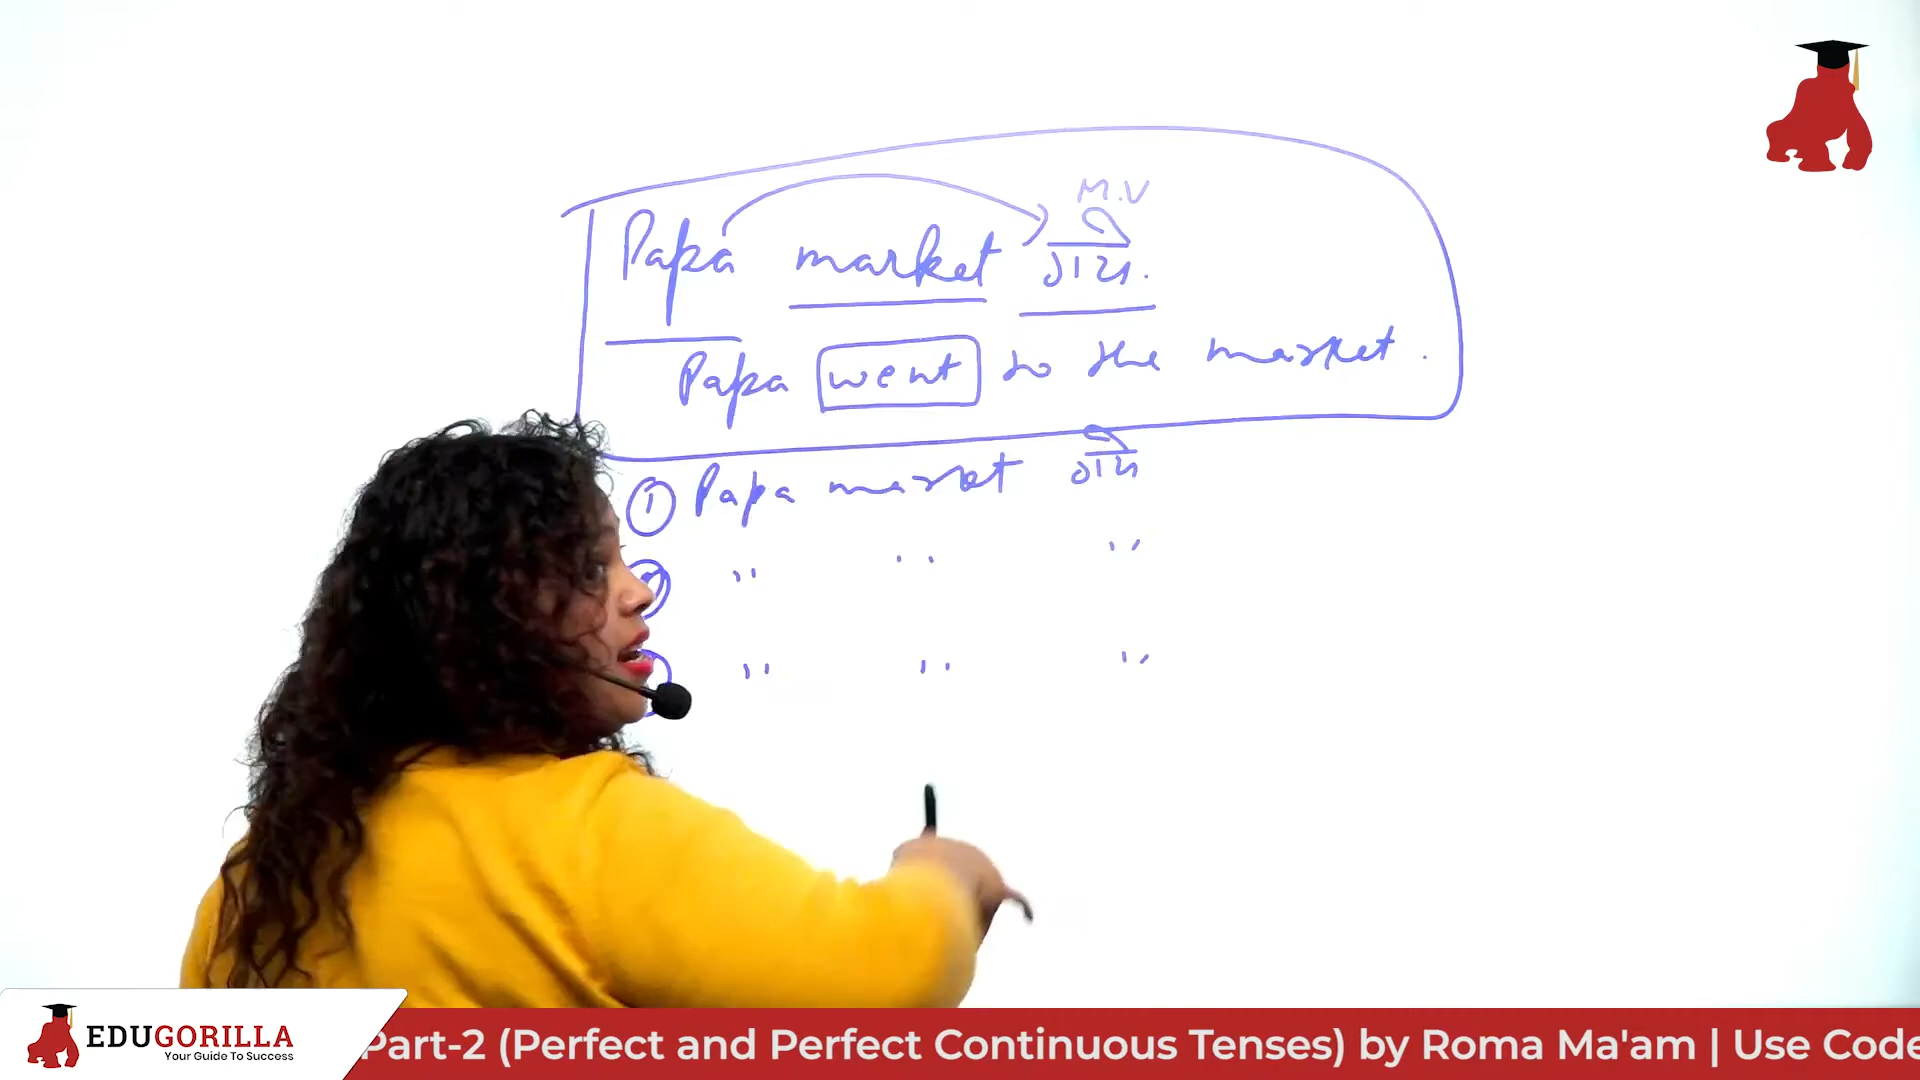 M.V
Papa market गये.
Papa went to the market.
① Papa market गये
" " "
" " "
EDUGORILLA
Your Guide To Success
Part-2 (Perfect and Perfect Continuous Tenses) by Roma Ma'am | Use Code